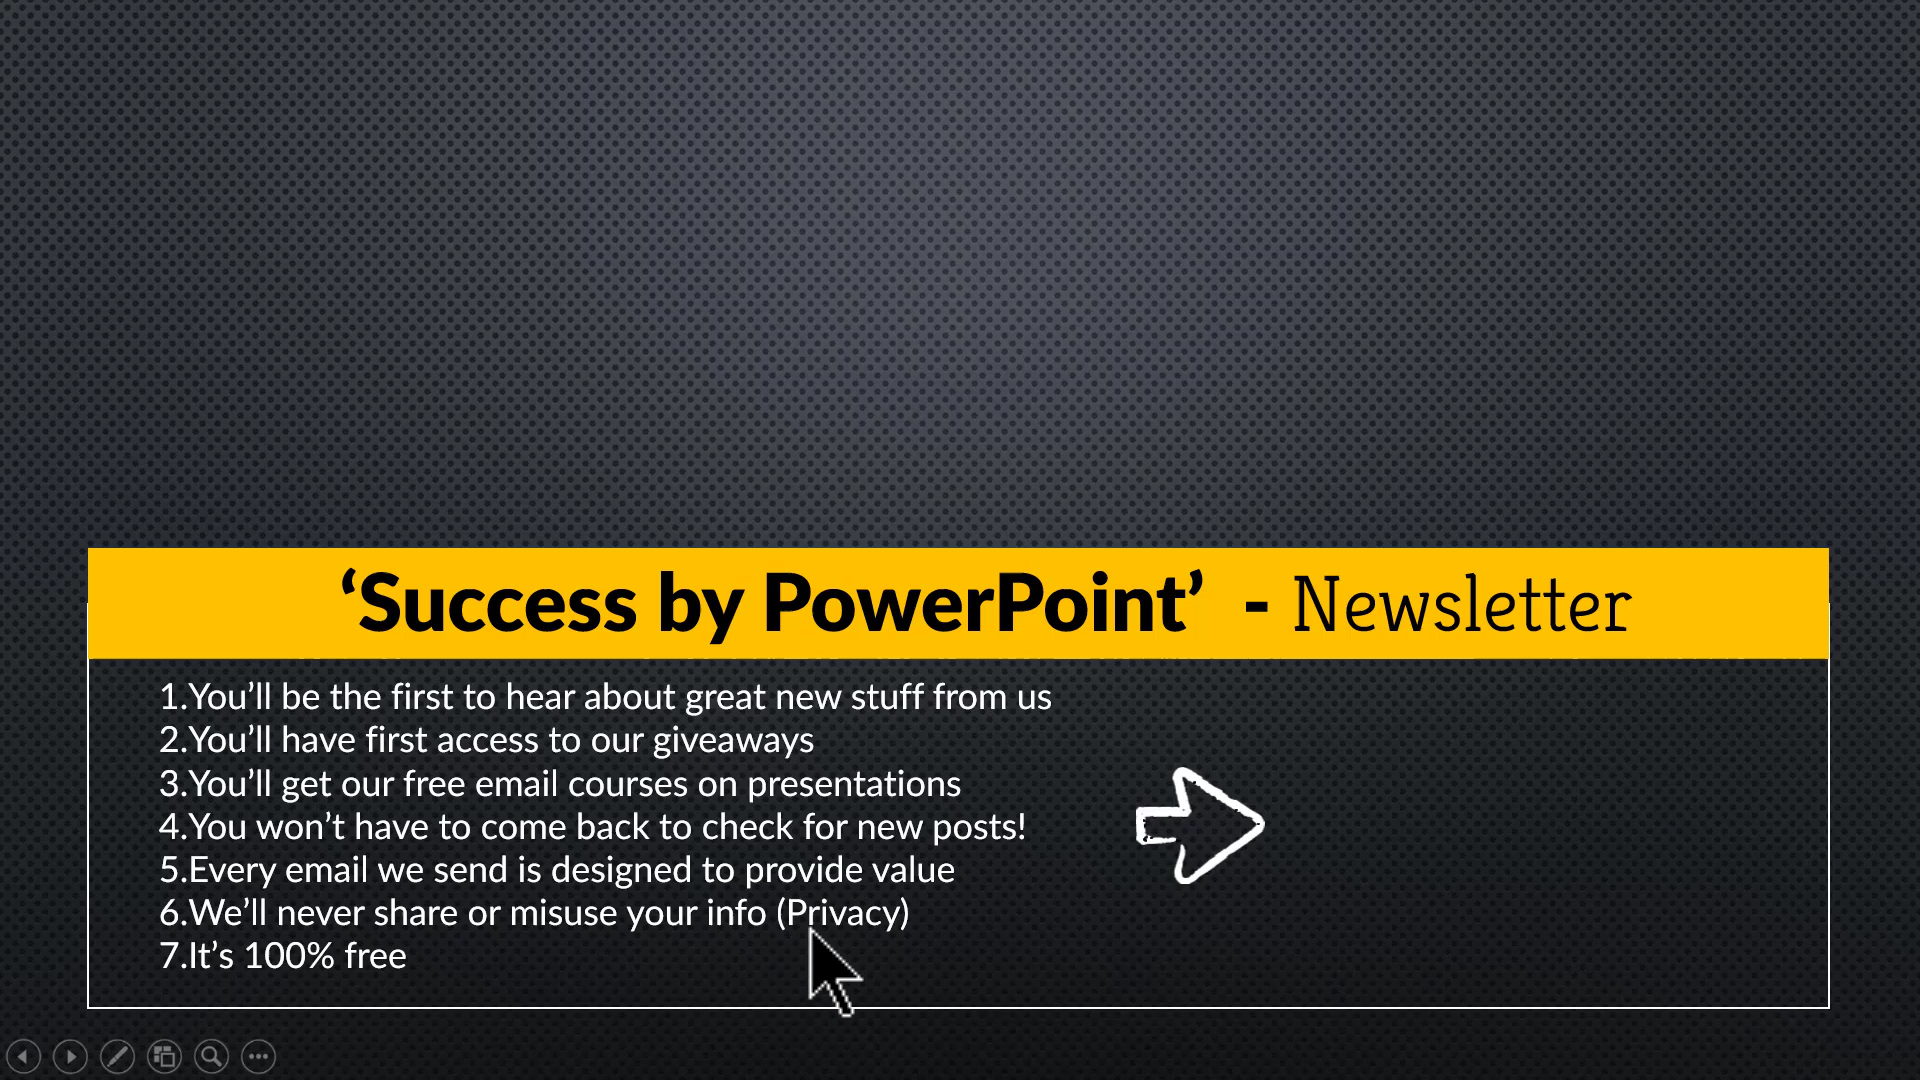 ‘Success by PowerPoint’ - Newsletter
1.You’ll be the first to hear about great new stuff from us
2.You’ll have first access to our giveaways
3.You’ll get our free email courses on presentations
4.You won’t have to come back to check for new posts!
5.Every email we send is designed to provide value
6.We’ll never share or misuse your info (Privacy)
7.It’s 100% free